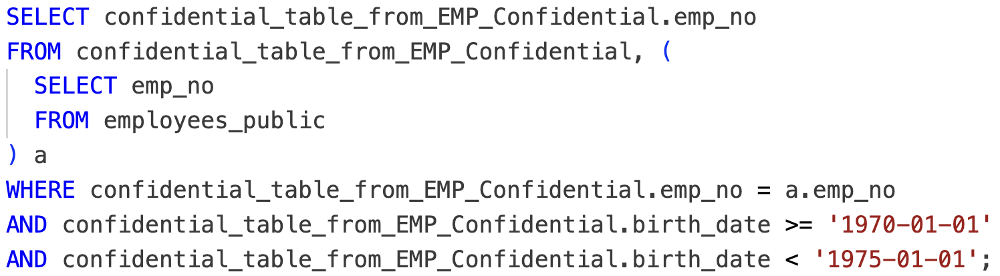 SELECT confidential_table_from_EMP_Confidential.emp_no
FROM confidential_table_from_EMP_Confidential, (
  SELECT emp_no
  FROM employees_public
) a
WHERE confidential_table_from_EMP_Confidential.emp_no = a.emp_no
AND confidential_table_from_EMP_Confidential.birth_date >= '1970-01-01'
AND confidential_table_from_EMP_Confidential.birth_date < '1975-01-01';